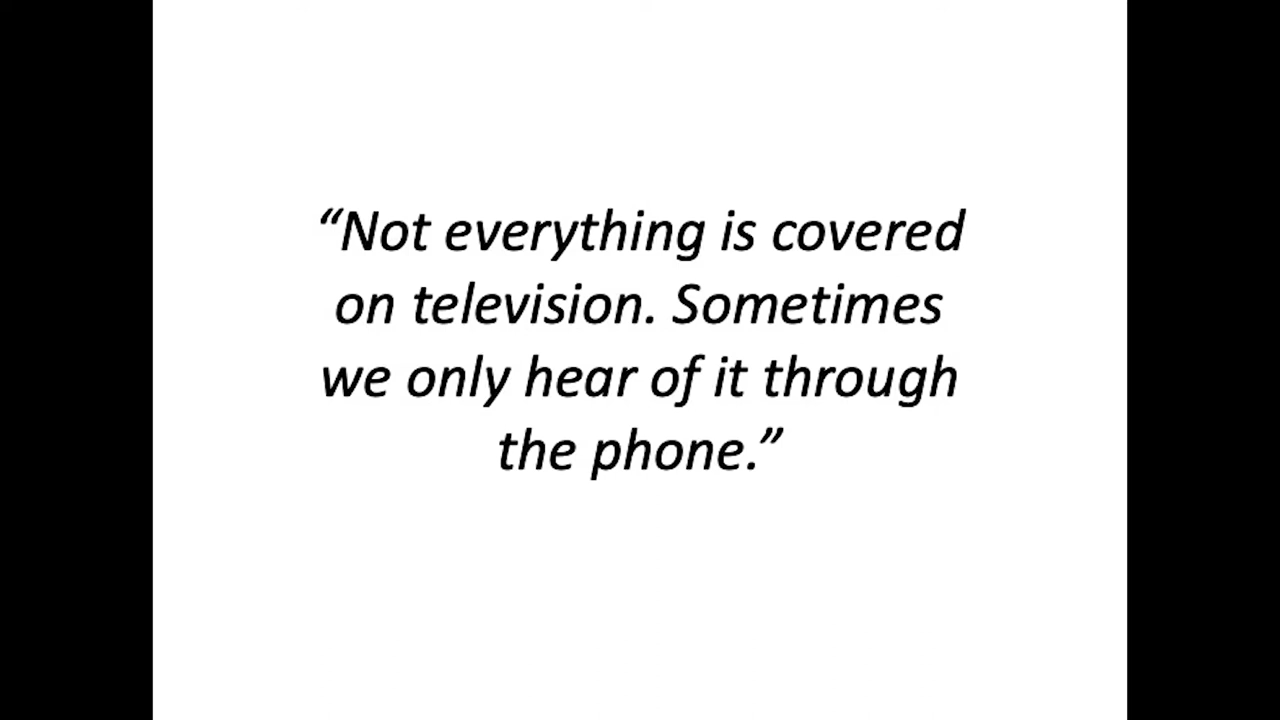 “Not everything is covered
on television. Sometimes
we only hear of it through
the phone.”